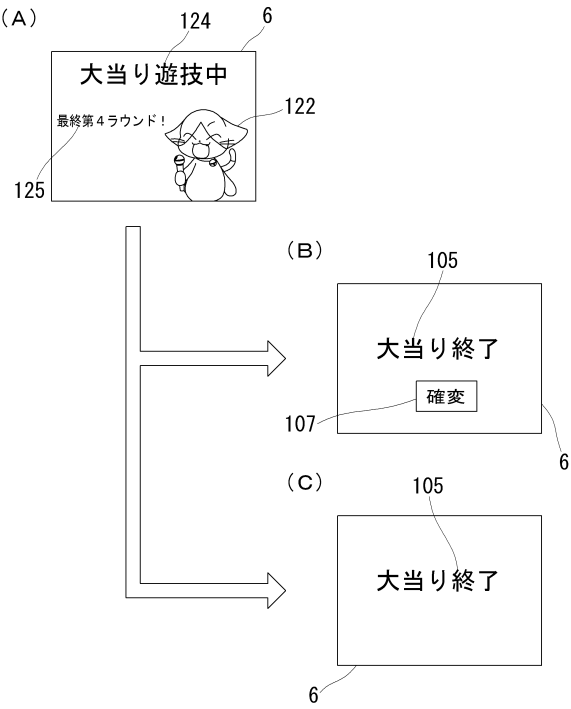 (A)
124
6
大当り遊技中
最終第４ラウンド！
122
125
(B)
105
大当り終了
確変
107
6
(C)
105
大当り終了
6